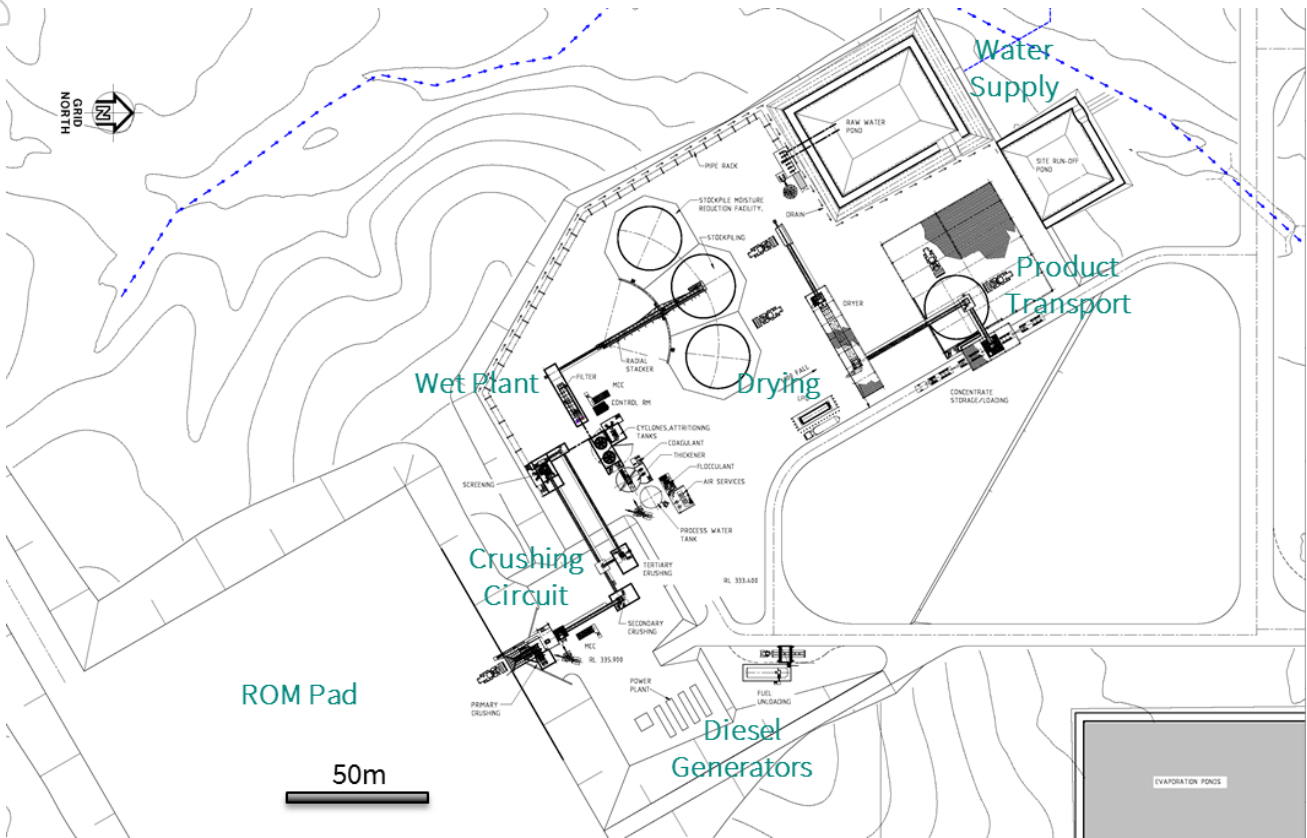 Water
Supply
GRID
NORTH
N
RAW WATER
POND
PIPE RACK
SITE RUN-OFF
POND
STOCKPILE MOISTURE
REDUCTION FACILITY.
DRAIN
STOCKPILING
Product
Transport
DRYER
RADIAL
STACKER
Wet Plant
FILTER
MCC
CONTROL RM
Drying
FALL
CONCENTRATE
STORAGE/LOADING
CYCLONES,ATTRITIONING
TANKS
COAGULANT
THICKENER
FLOCCULANT
AIR SERVICES
SCREENING
PROCESS WATER
TANK
Crushing
Circuit
TERTIARY
CRUSHING
RL 333.400
SECONDARY
CRUSHING
MCC
RL 335.900
ROM Pad
POWER
PLANT
FUEL
UNLOADING
PRIMARY
CRUSHING
Diesel
Generators
50m
EVAPORATION PONDS